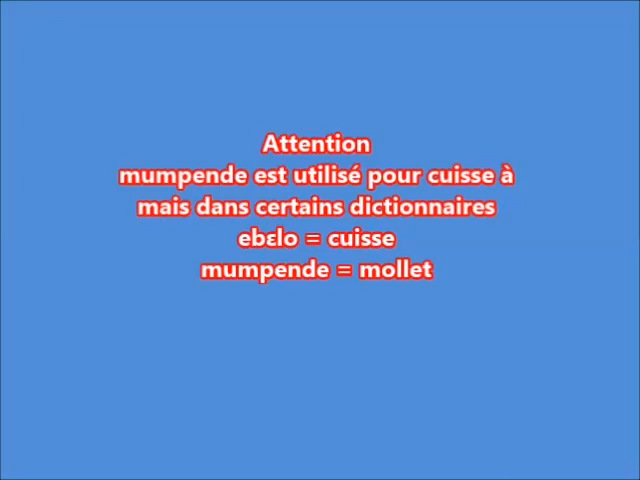 Attention
mumpende est utilisé pour cuisse à
mais dans certains dictionnaires
ebɛlo = cuisse
mumpende = mollet